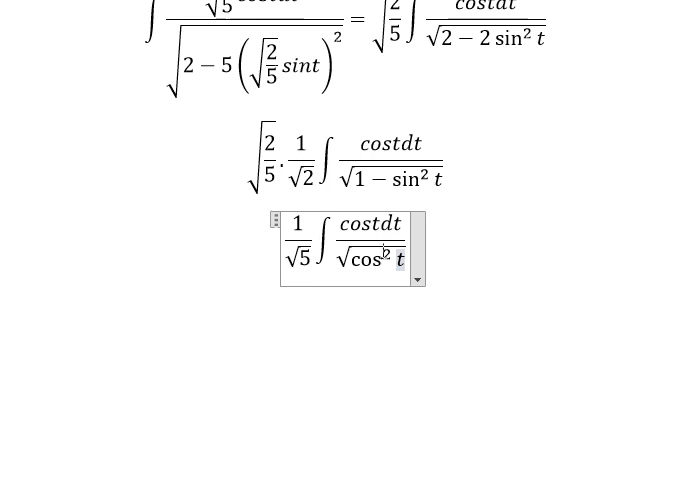 ∫ √5 costdt / √(2 − 5(√(2/5) sint)²) = √(2/5) ∫ costdt / √(2 − 2 sin² t)
√(2/5) · 1/√2 ∫ costdt / √(1 − sin² t)
1/√5 ∫ costdt / √(cos² t)